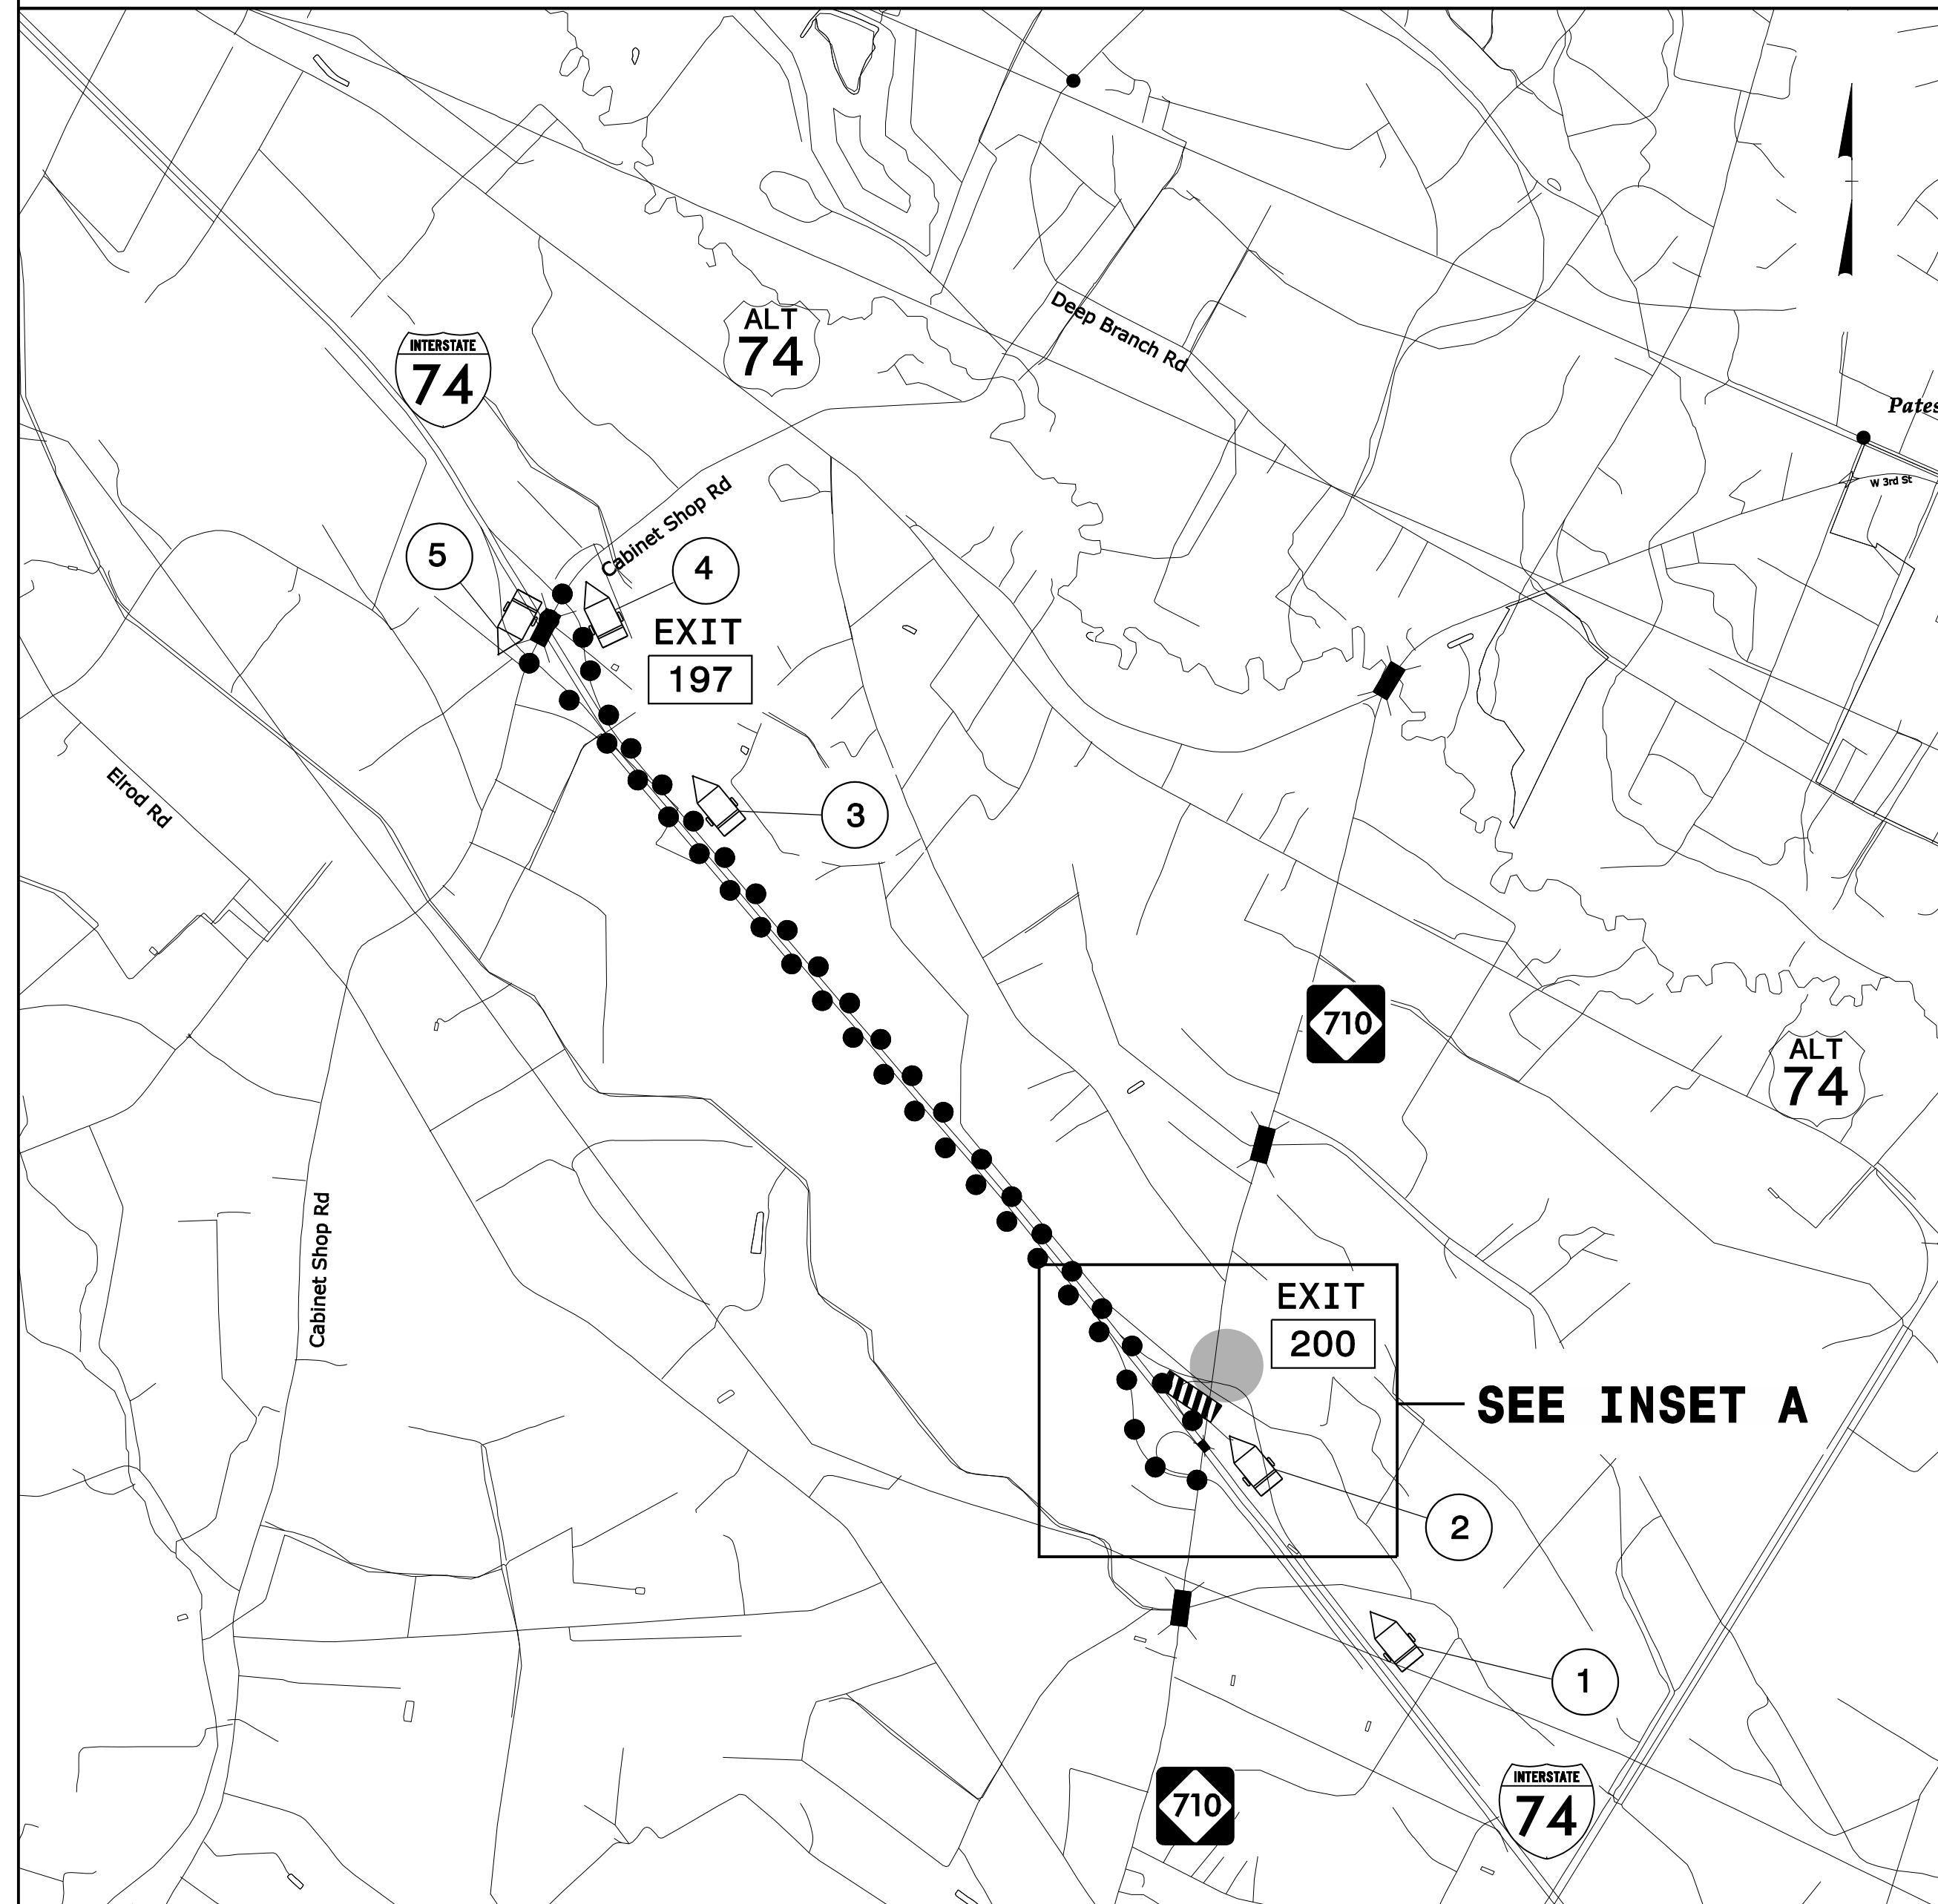 ALT
74
INTERSTATE
74
Deep Branch Rd
Pates
W 3rd St
Cabinet Shop Rd
5
4
EXIT
197
Elrod Rd
3
710
ALT
74
Cabinet Shop Rd
EXIT
200
SEE INSET A
2
1
710
INTERSTATE
74